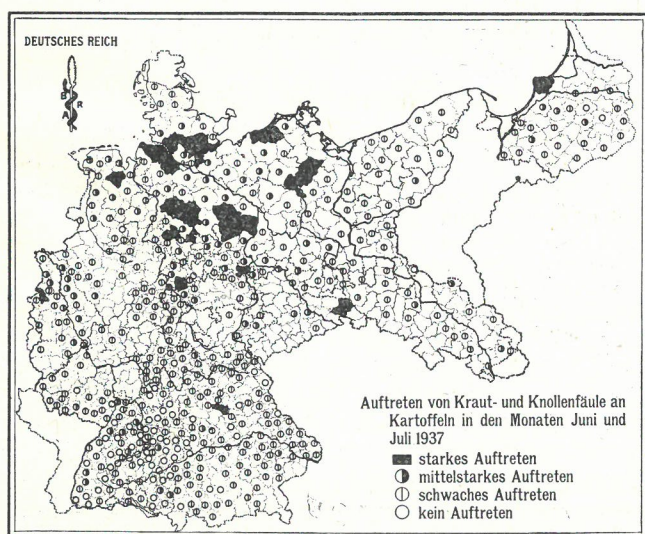 DEUTSCHES REICH
B
R
A
Auftreten von Kraut- und Knollenfäule an
Kartoffeln in den Monaten Juni und
Juli 1937
starkes Auftreten
mittelstarkes Auftreten
schwaches Auftreten
kein Auftreten